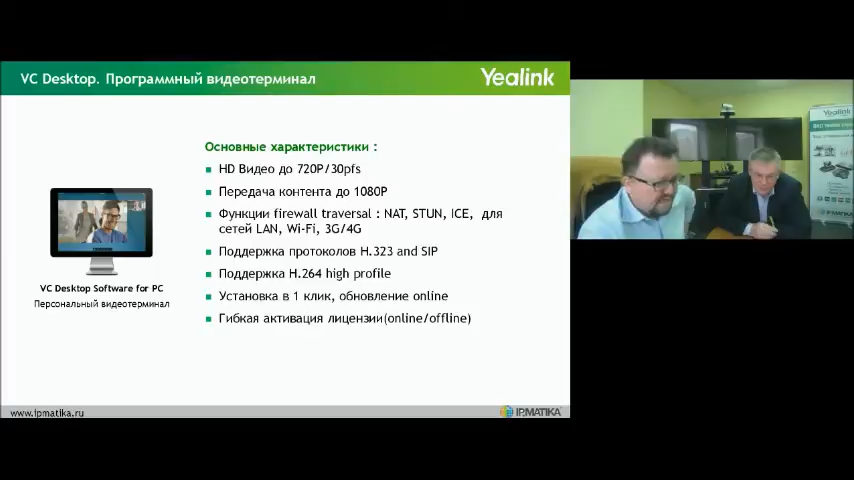 VC Desktop. Программный видеотерминал
Yealink
Основные характеристики :
HD Видео до 720P/30pfs
Передача контента до 1080P
Функции firewall traversal : NAT, STUN, ICE, для
сетей LAN, Wi-Fi, 3G/4G
Поддержка протоколов H.323 and SIP
Поддержка H.264 high profile
Установка в 1 клик, обновление online
Гибкая активация лицензии(online/offline)
VC Desktop Software for PC
Персональный видеотерминал
www.ipmatika.ru
IPMATIKA
Yealink
IPMATIKA